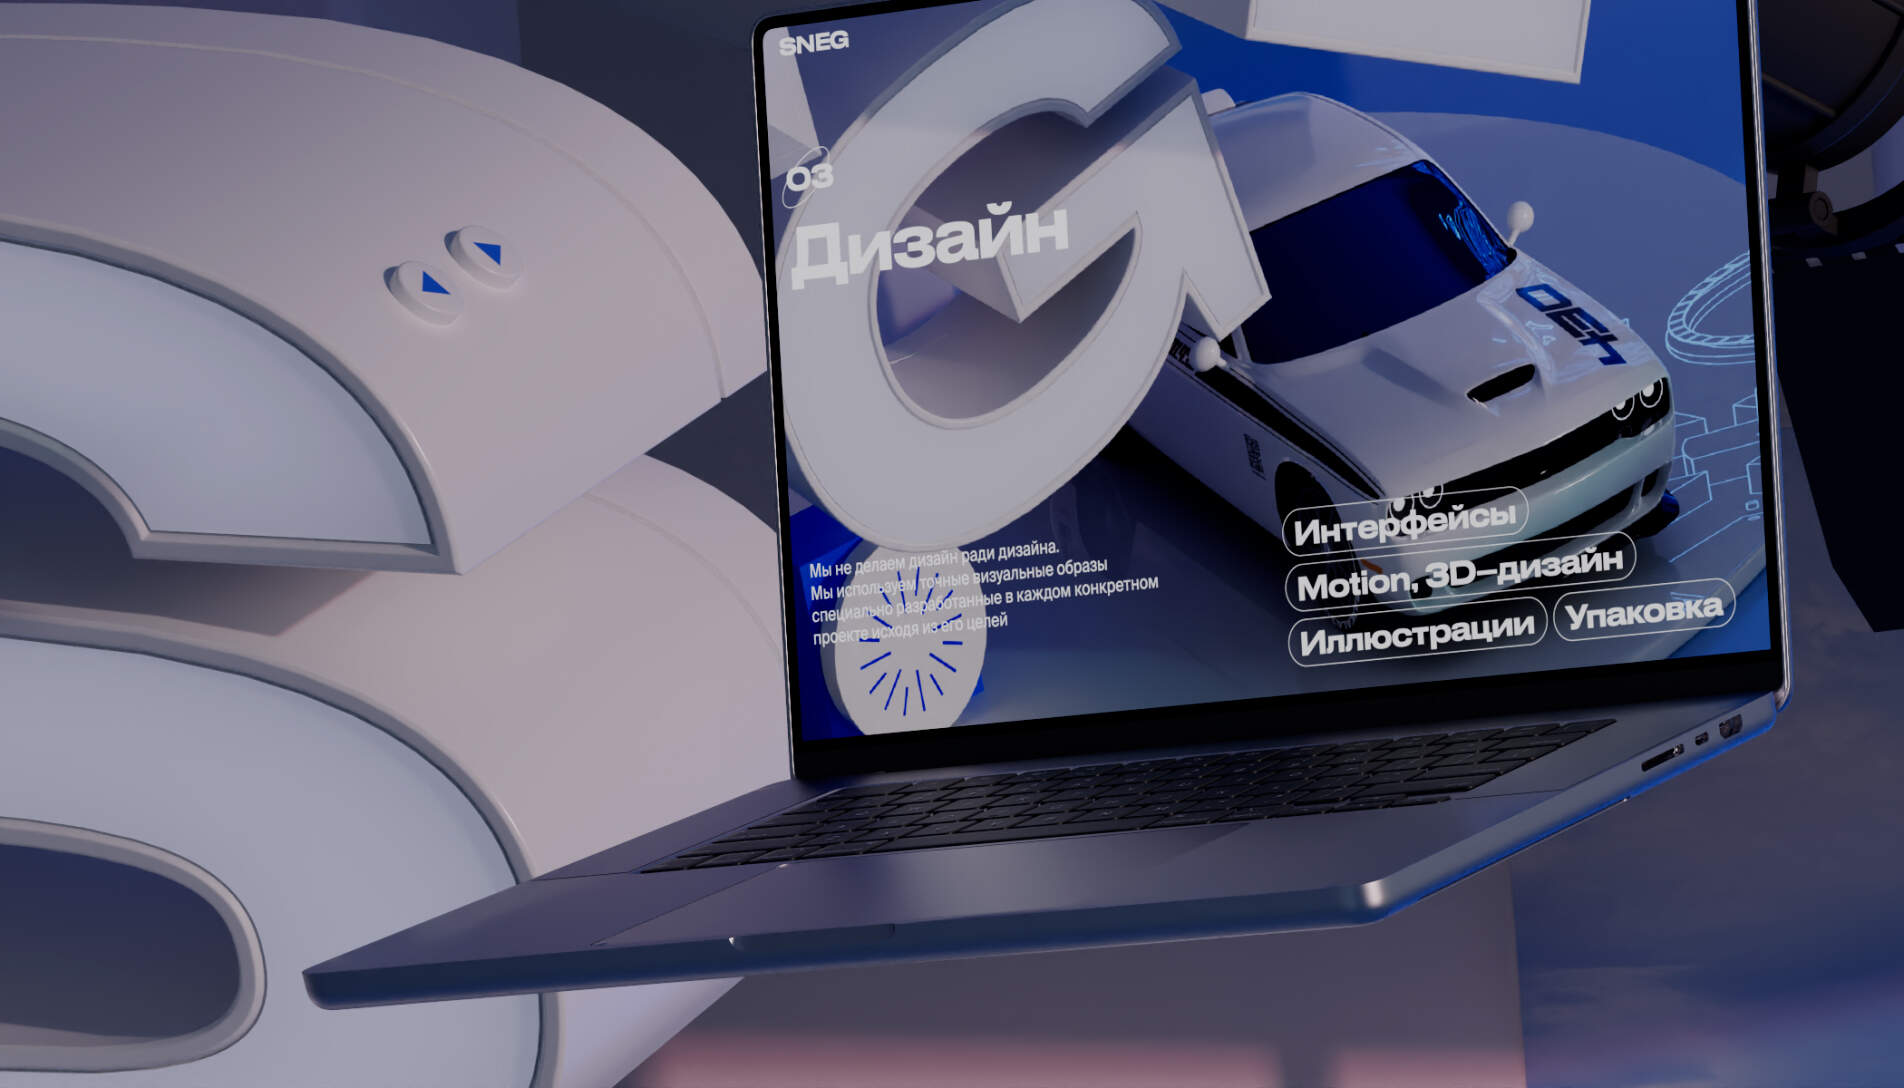 SNEG
03
Дизайн
Мы не делаем дизайн ради дизайна.
Мы используем точные визуальные образы
специально разработанные в каждом конкретном
проекте исходя из его целей
Интерфейсы
Motion, 3D–дизайн
Иллюстрации
Упаковка